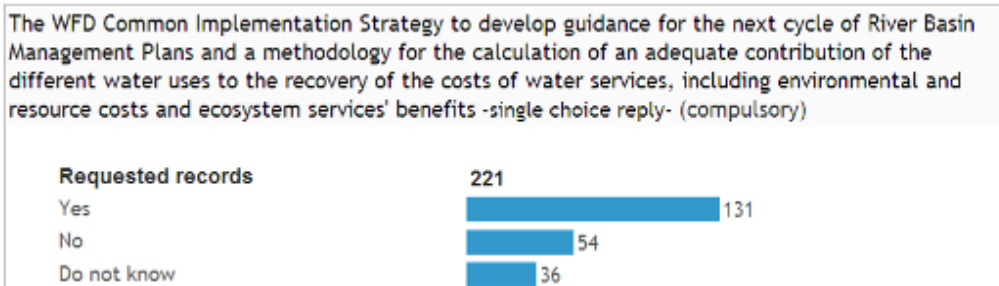 The WFD Common Implementation Strategy to develop guidance for the next cycle of River Basin
Management Plans and a methodology for the calculation of an adequate contribution of the
different water uses to the recovery of the costs of water services, including environmental and
resource costs and ecosystem services' benefits -single choice reply- (compulsory)
Requested records 221
Yes 131
No 54
Do not know 36